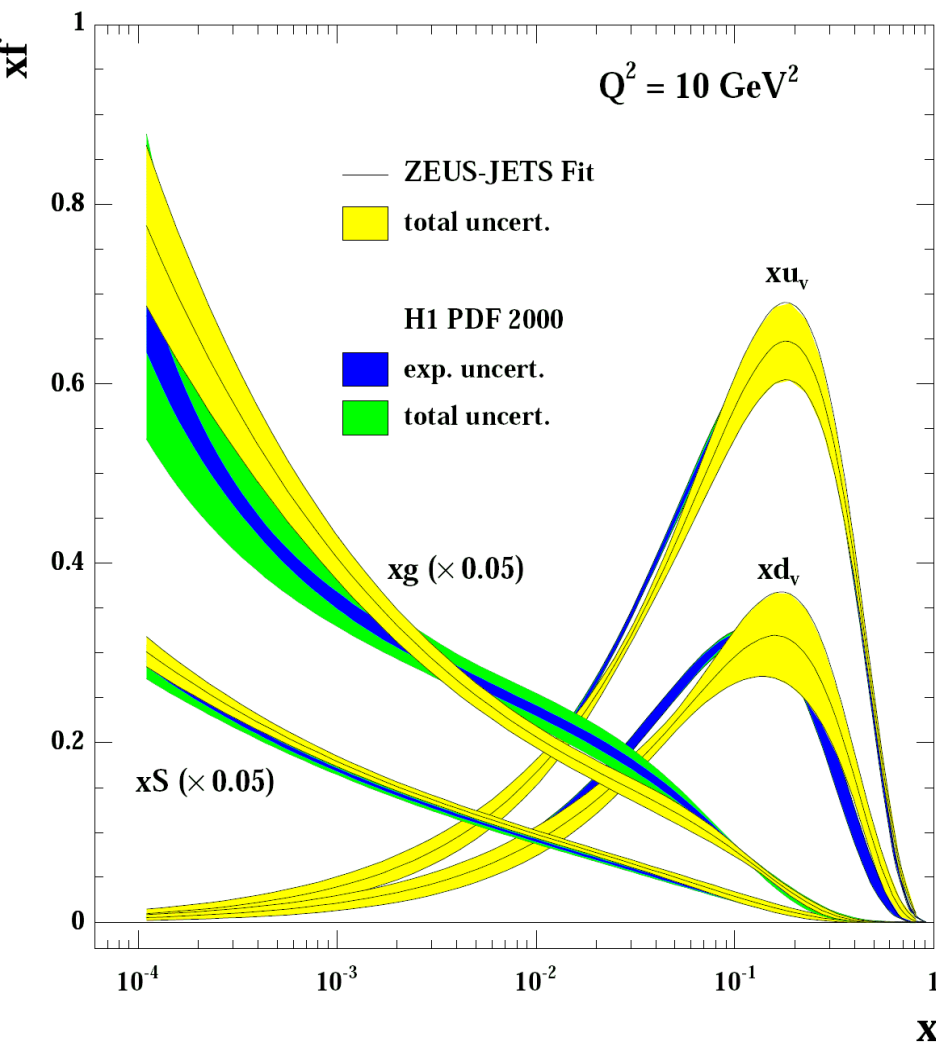 xf
1
0.8
0.6
0.4
0.2
0
Q² = 10 GeV²
ZEUS-JETS Fit
total uncert.
H1 PDF 2000
exp. uncert.
total uncert.
xuᵥ
xdᵥ
xg (× 0.05)
xS (× 0.05)
10⁻⁴ 10⁻³ 10⁻² 10⁻¹ 1
x